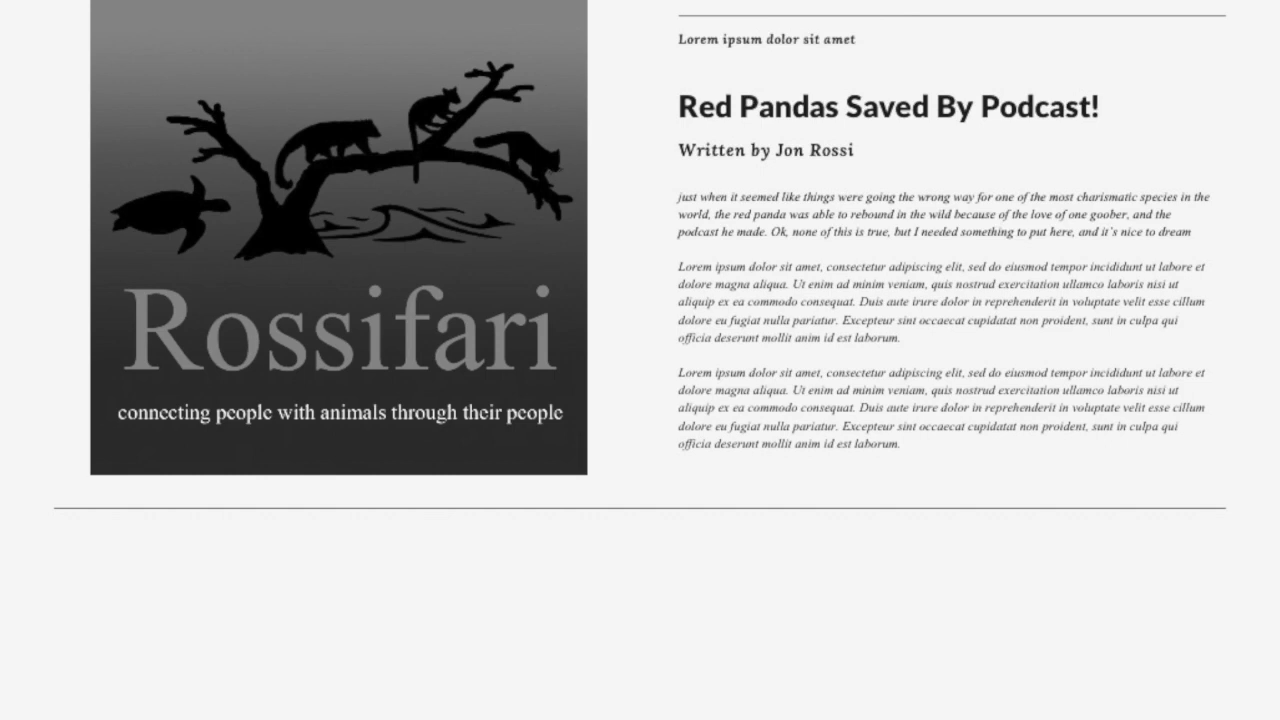 Rossifari
connecting people with animals through their people
Lorem ipsum dolor sit amet
Red Pandas Saved By Podcast!
Written by Jon Rossi
just when it seemed like things were going the wrong way for one of the most charismatic species in the
world, the red panda was able to rebound in the wild because of the love of one goober, and the
podcast he made. Ok, none of this is true, but I needed something to put here, and it's nice to dream
Lorem ipsum dolor sit amet, consectetur adipiscing elit, sed do eiusmod tempor incididunt ut labore et
dolore magna aliqua. Ut enim ad minim veniam, quis nostrud exercitation ullamco laboris nisi ut
aliquip ex ea commodo consequat. Duis aute irure dolor in reprehenderit in voluptate velit esse cillum
dolore eu fugiat nulla pariatur. Excepteur sint occaecat cupidatat non proident, sunt in culpa qui
officia deserunt mollit anim id est laborum.
Lorem ipsum dolor sit amet, consectetur adipiscing elit, sed do eiusmod tempor incididunt ut labore et
dolore magna aliqua. Ut enim ad minim veniam, quis nostrud exercitation ullamco laboris nisi ut
aliquip ex ea commodo consequat. Duis aute irure dolor in reprehenderit in voluptate velit esse cillum
dolore eu fugiat nulla pariatur. Excepteur sint occaecat cupidatat non proident, sunt in culpa qui
officia deserunt mollit anim id est laborum.